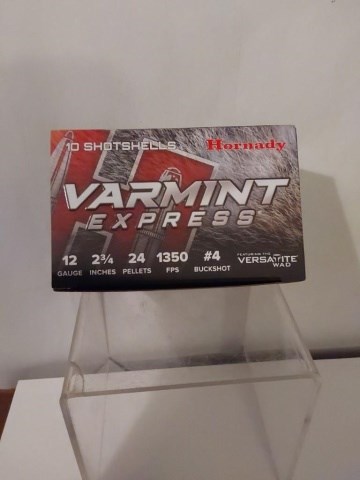 10 SHOTSHELLS Hornady
VARMINT
EXPRESS
12 2¾ 24 1350 #4
GAUGE INCHES PELLETS FPS BUCKSHOT
FEATURING THE
VERSATITE
WAD